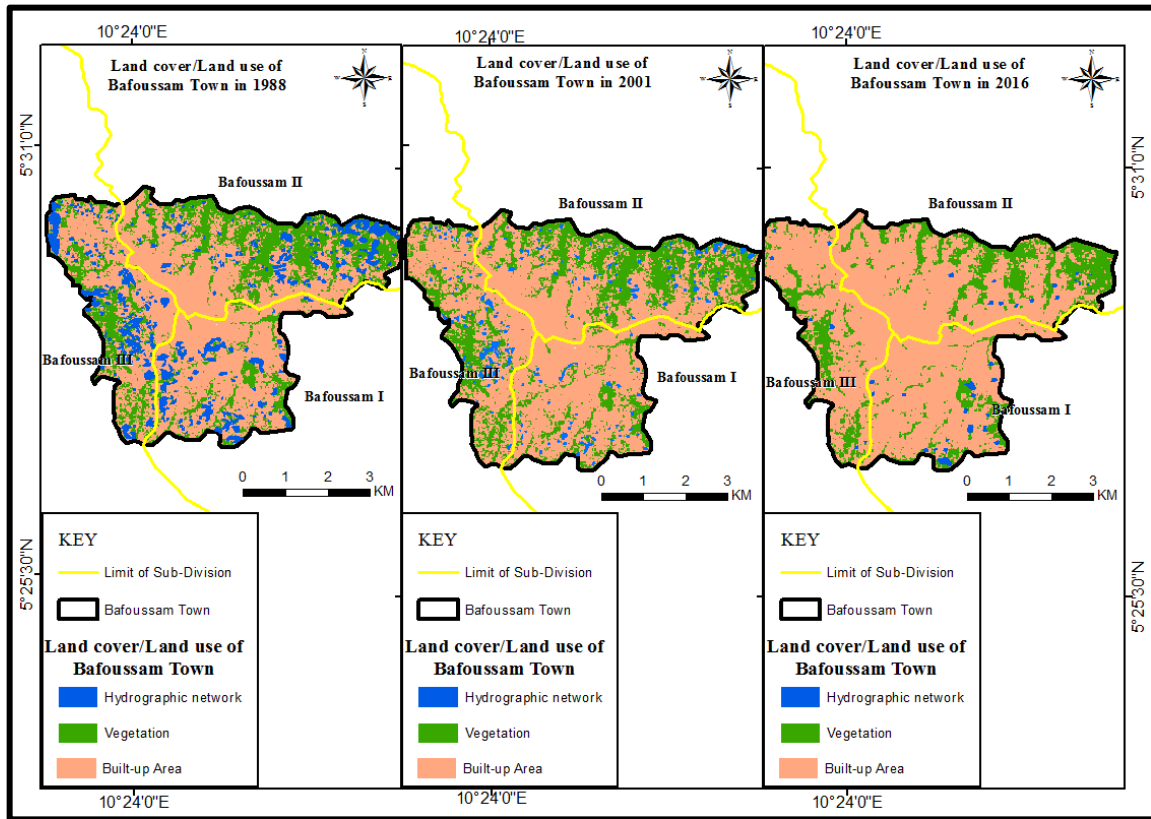 10°24'0"E
10°24'0"E
10°24'0"E
Land cover/Land use of
Bafoussam Town in 1988
N
W
E
S
5°31'0"N
Bafoussam II
Bafoussam III
Bafoussam I
0 1 2 3
KM
KEY
Limit of Sub-Division
Bafoussam Town
Land cover/Land use of
Bafoussam Town
Hydrographic network
Vegetation
Built-up Area
5°25'30"N
10°24'0"E
Land cover/Land use of
Bafoussam Town in 2001
N
W
E
S
Bafoussam II
Bafoussam III
Bafoussam I
0 1 2 3
KM
KEY
Limit of Sub-Division
Bafoussam Town
Land cover/Land use of
Bafoussam Town
Hydrographic network
Vegetation
Built-up Area
10°24'0"E
Land cover/Land use of
Bafoussam Town in 2016
N
W
E
S
5°31'0"N
Bafoussam II
Bafoussam III
Bafoussam I
0 1 2 3
KM
KEY
Limit of Sub-Division
Bafoussam Town
Land cover/Land use of
Bafoussam Town
Hydrographic network
Vegetation
Built-up Area
5°25'30"N
10°24'0"E